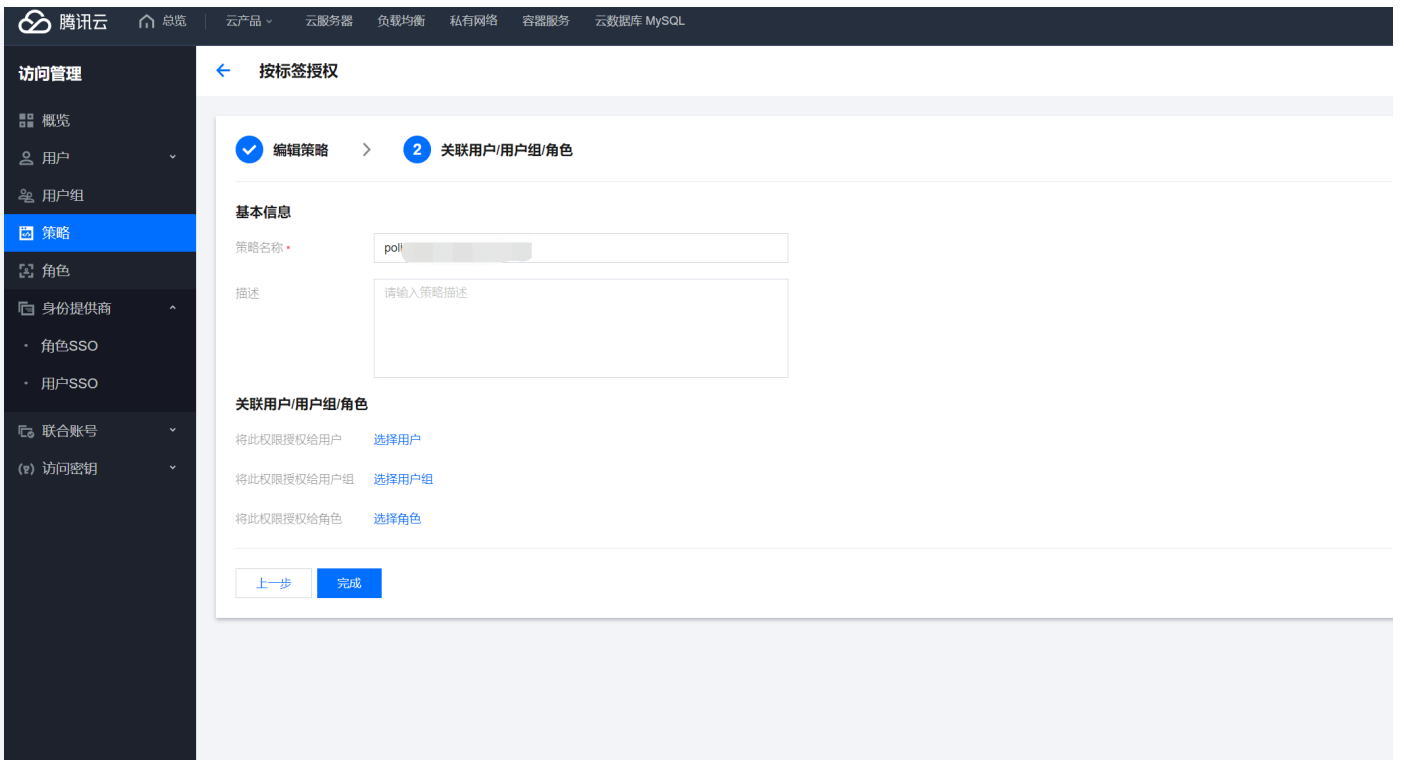 腾讯云 总览 云产品 云服务器 负载均衡 私有网络 容器服务 云数据库 MySQL
访问管理
概览
用户
用户组
策略
角色
身份提供商
角色SSO
用户SSO
联合账号
访问密钥
按标签授权
编辑策略 2 关联用户/用户组/角色
基本信息
策略名称 *
描述 请输入策略描述
关联用户/用户组/角色
将此权限授权给用户 选择用户
将此权限授权给用户组 选择用户组
将此权限授权给角色 选择角色
上一步 完成